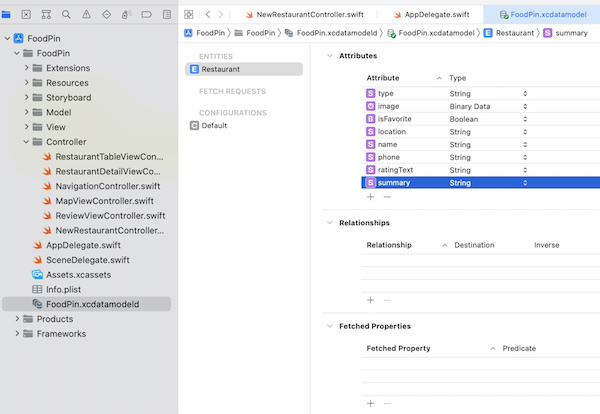 NewRestaurantController.swift
AppDelegate.swift
FoodPin.xcdatamodel
FoodPin
FoodPin
FoodPin.xcdatamodeld
FoodPin.xcdatamodel
Restaurant
S summary
FoodPin
FoodPin
Extensions
Resources
Storyboard
Model
View
Controller
RestaurantTableViewCon...
RestaurantDetailViewCo...
NavigationController.swift
MapViewController.swift
ReviewViewController.swift
NewRestaurantController...
AppDelegate.swift
SceneDelegate.swift
Assets.xcassets
Info.plist
FoodPin.xcdatamodeld
Products
Frameworks
ENTITIES
E Restaurant
FETCH REQUESTS
CONFIGURATIONS
C Default
Attributes
Attribute Type
S type String
image Binary Data
B isFavorite Boolean
S location String
S name String
S phone String
S ratingText String
S summary String
Relationships
Relationship Destination Inverse
Fetched Properties
Fetched Property Predicate